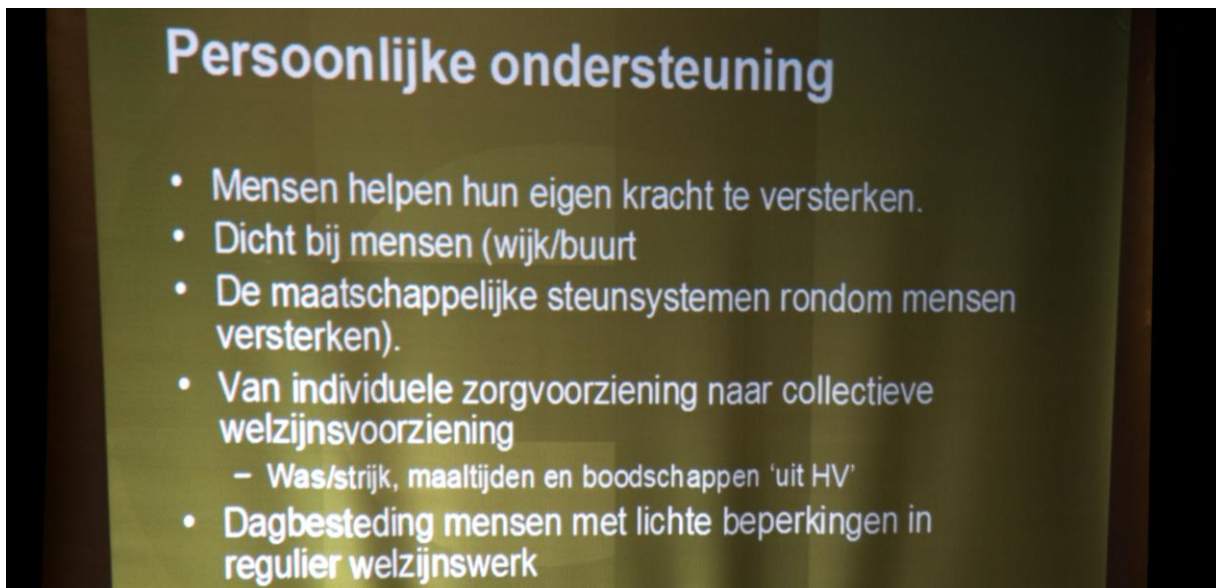 Persoonlijke ondersteuning
• Mensen helpen hun eigen kracht te versterken.
• Dicht bij mensen (wijk/buurt
• De maatschappelijke steunsystemen rondom mensen
versterken).
• Van individuele zorgvoorziening naar collectieve
welzijnsvoorziening
– Was/strijk, maaltijden en boodschappen ‘uit HV’
• Dagbesteding mensen met lichte beperkingen in
regulier welzijnswerk